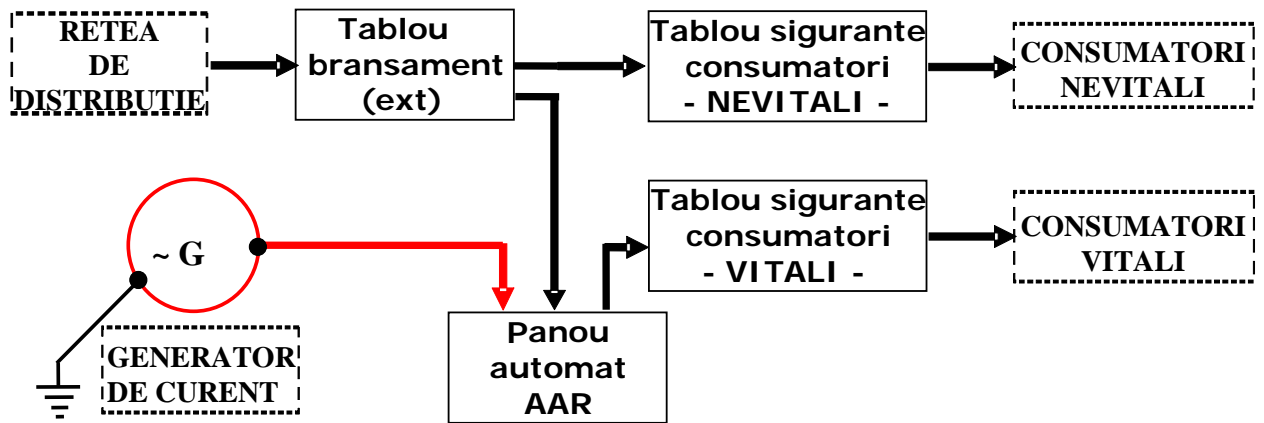 RETEA
DE
DISTRIBUTIE
Tablou
bransament
(ext)
Tablou sigurante
consumatori
- NEVITALI -
CONSUMATORI
NEVITALI
~ G
GENERATOR
DE CURENT
Panou
automat
AAR
Tablou sigurante
consumatori
- VITALI -
CONSUMATORI
VITALI